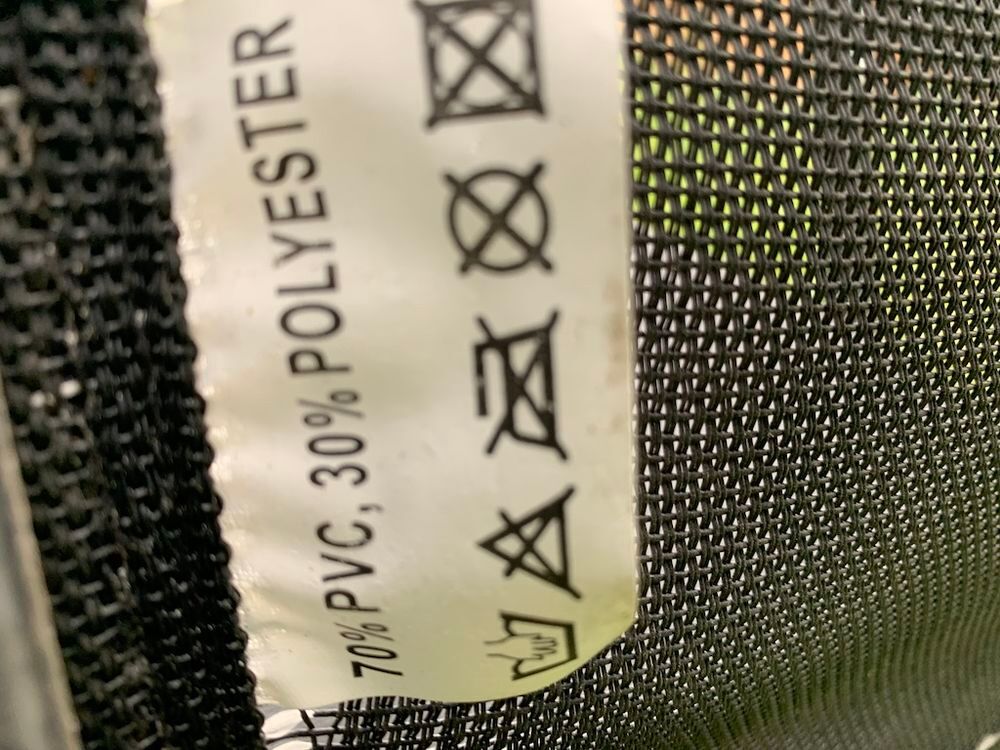 70% PVC, 30% POLYESTER